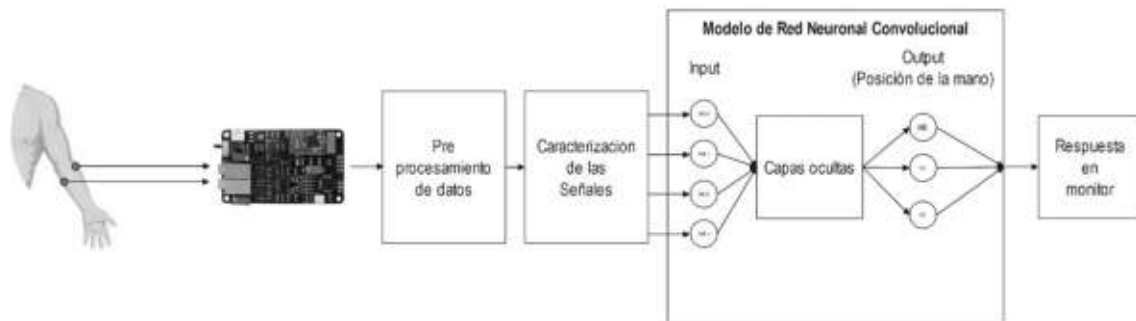 Modelo de Red Neuronal Convolucional
Input
Output
(Posición de la mano)
Pre
procesamiento
de datos
Caracterizacion
de las
Señales
Capas ocultas
Respuesta
en
monitor